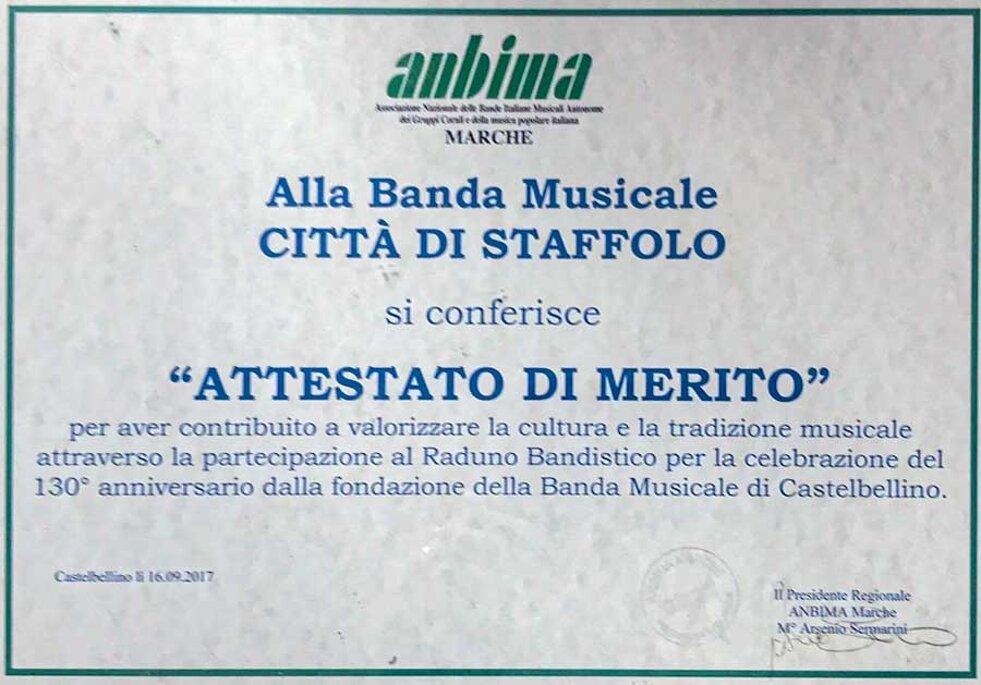 anbima
Associazione Nazionale delle Bande Italiane Musicali Autonome
dei Gruppi Corali e della musica popolare italiana
MARCHE
Alla Banda Musicale
CITTÀ DI STAFFOLO
si conferisce
“ATTESTATO DI MERITO”
per aver contribuito a valorizzare la cultura e la tradizione musicale
attraverso la partecipazione al Raduno Bandistico per la celebrazione del
130° anniversario dalla fondazione della Banda Musicale di Castelbellino.
Castelbellino li 16.09.2017
Il Presidente Regionale
ANBIMA Marche
M° Arsenio Sermarini